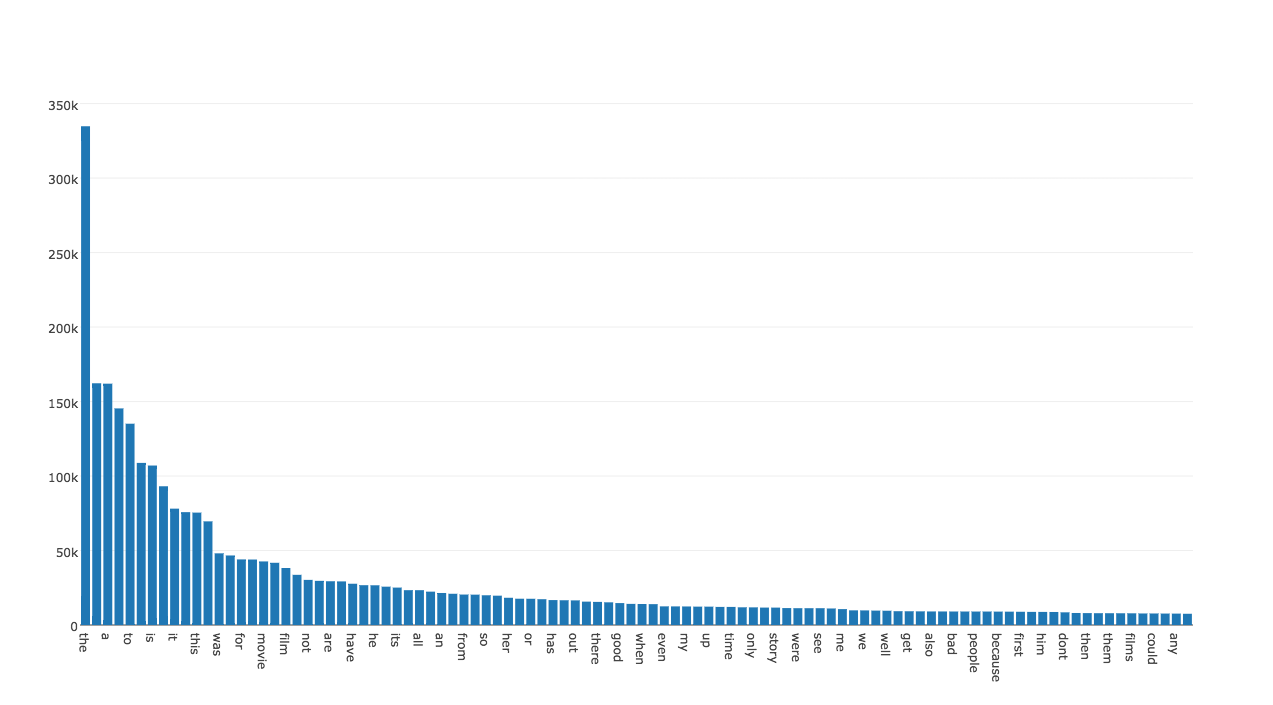 350k
300k
250k
200k
150k
100k
50k
0
the
a
to
is
it
this
was
for
movie
film
not
are
have
he
its
all
an
from
so
her
or
has
out
there
good
when
even
my
up
time
only
story
were
see
me
we
well
get
also
bad
people
because
first
him
dont
then
them
films
could
any